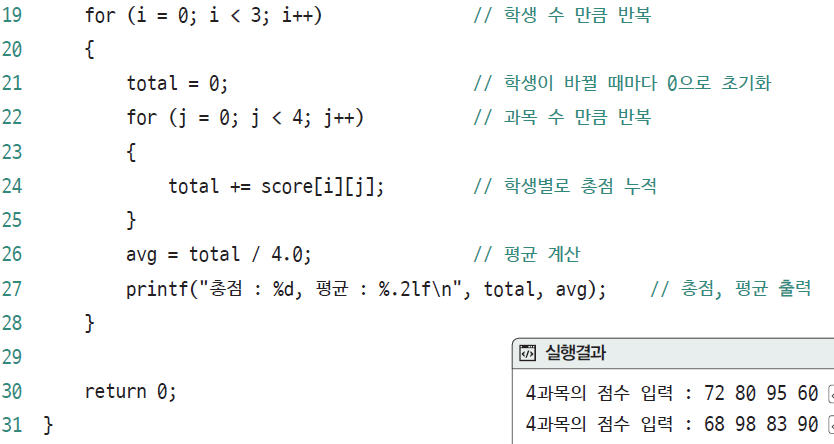 19 for (i = 0; i < 3; i++) // 학생 수 만큼 반복
20 {
21 total = 0; // 학생이 바뀔 때마다 0으로 초기화
22 for (j = 0; j < 4; j++) // 과목 수 만큼 반복
23 {
24 total += score[i][j]; // 학생별로 총점 누적
25 }
26 avg = total / 4.0; // 평균 계산
27 printf("총점 : %d, 평균 : %.2lf\n", total, avg); // 총점, 평균 출력
28 }
29
30 return 0;
31 }
</> 실행결과
4과목의 점수 입력 : 72 80 95 60
4과목의 점수 입력 : 68 98 83 90